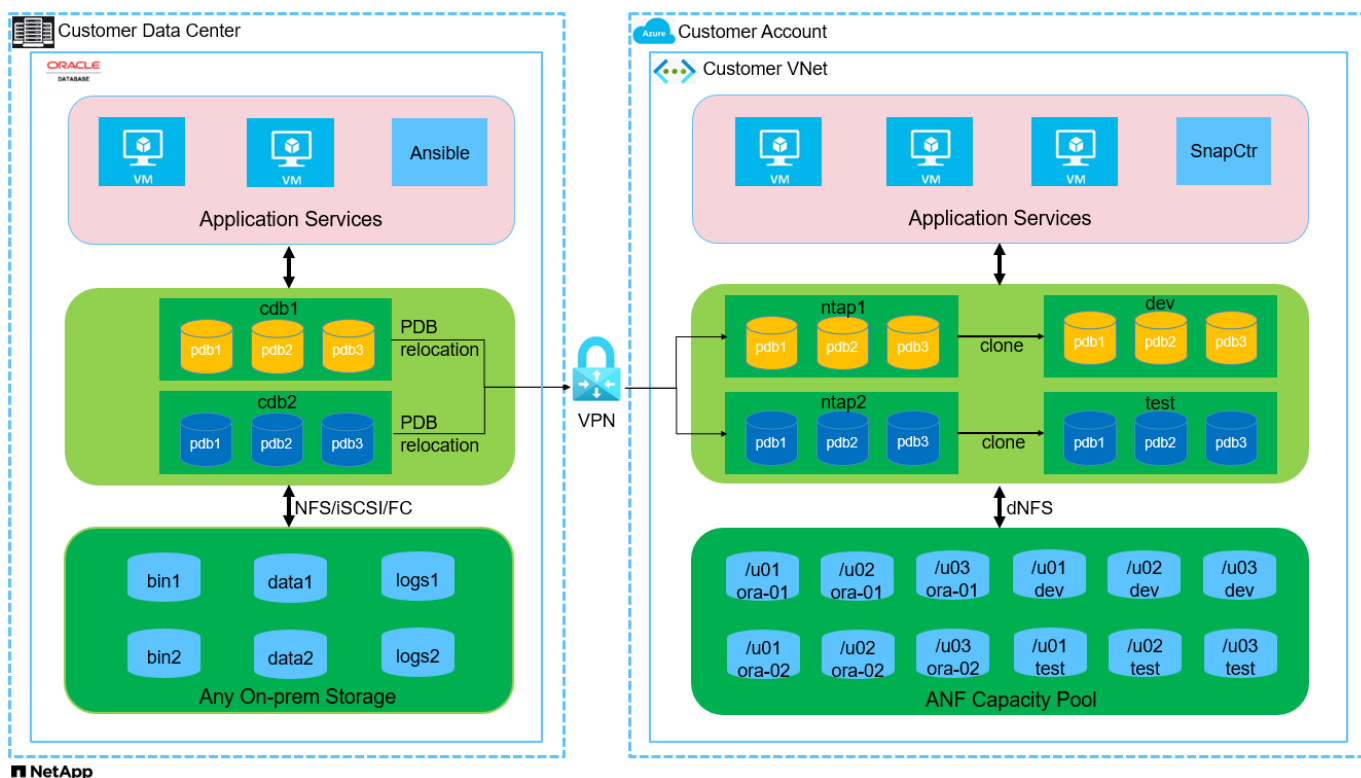 Customer Data Center
ORACLE
DATABASE
VM
VM
Ansible
Application Services
cdb1
pdb1
pdb2
pdb3
PDB
relocation
cdb2
pdb1
pdb2
pdb3
PDB
relocation
NFS/iSCSI/FC
bin1
data1
logs1
bin2
data2
logs2
Any On-prem Storage
VPN
Azure
Customer Account
Customer VNet
VM
VM
VM
SnapCtr
Application Services
ntap1
pdb1
pdb2
pdb3
clone
dev
pdb1
pdb2
pdb3
ntap2
pdb1
pdb2
pdb3
clone
test
pdb1
pdb2
pdb3
dNFS
/u01
ora-01
/u02
ora-01
/u03
ora-01
/u01
dev
/u02
dev
/u03
dev
/u01
ora-02
/u02
ora-02
/u03
ora-02
/u01
test
/u02
test
/u03
test
ANF Capacity Pool
NetApp